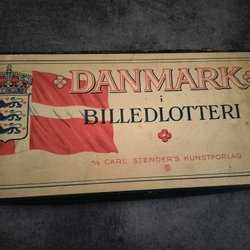 DANMARK
i
BILLEDLOTTERI
A/S CARL STENDER'S KUNSTFORLAG